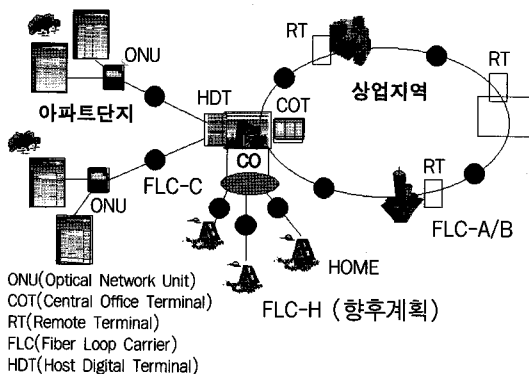 ONU
RT
RT
아파트단지
HDT
COT
상업지역
CO
RT
ONU
FLC-C
FLC-A/B
HOME
FLC-H (향후계획)
ONU(Optical Network Unit)
COT(Central Office Terminal)
RT(Remote Terminal)
FLC(Fiber Loop Carrier)
HDT(Host Digital Terminal)